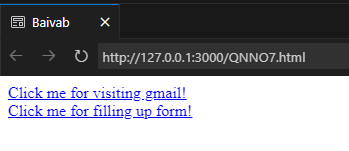 Baivab
http://127.0.0.1:3000/QNNO7.html
Click me for visiting gmail!
Click me for filling up form!